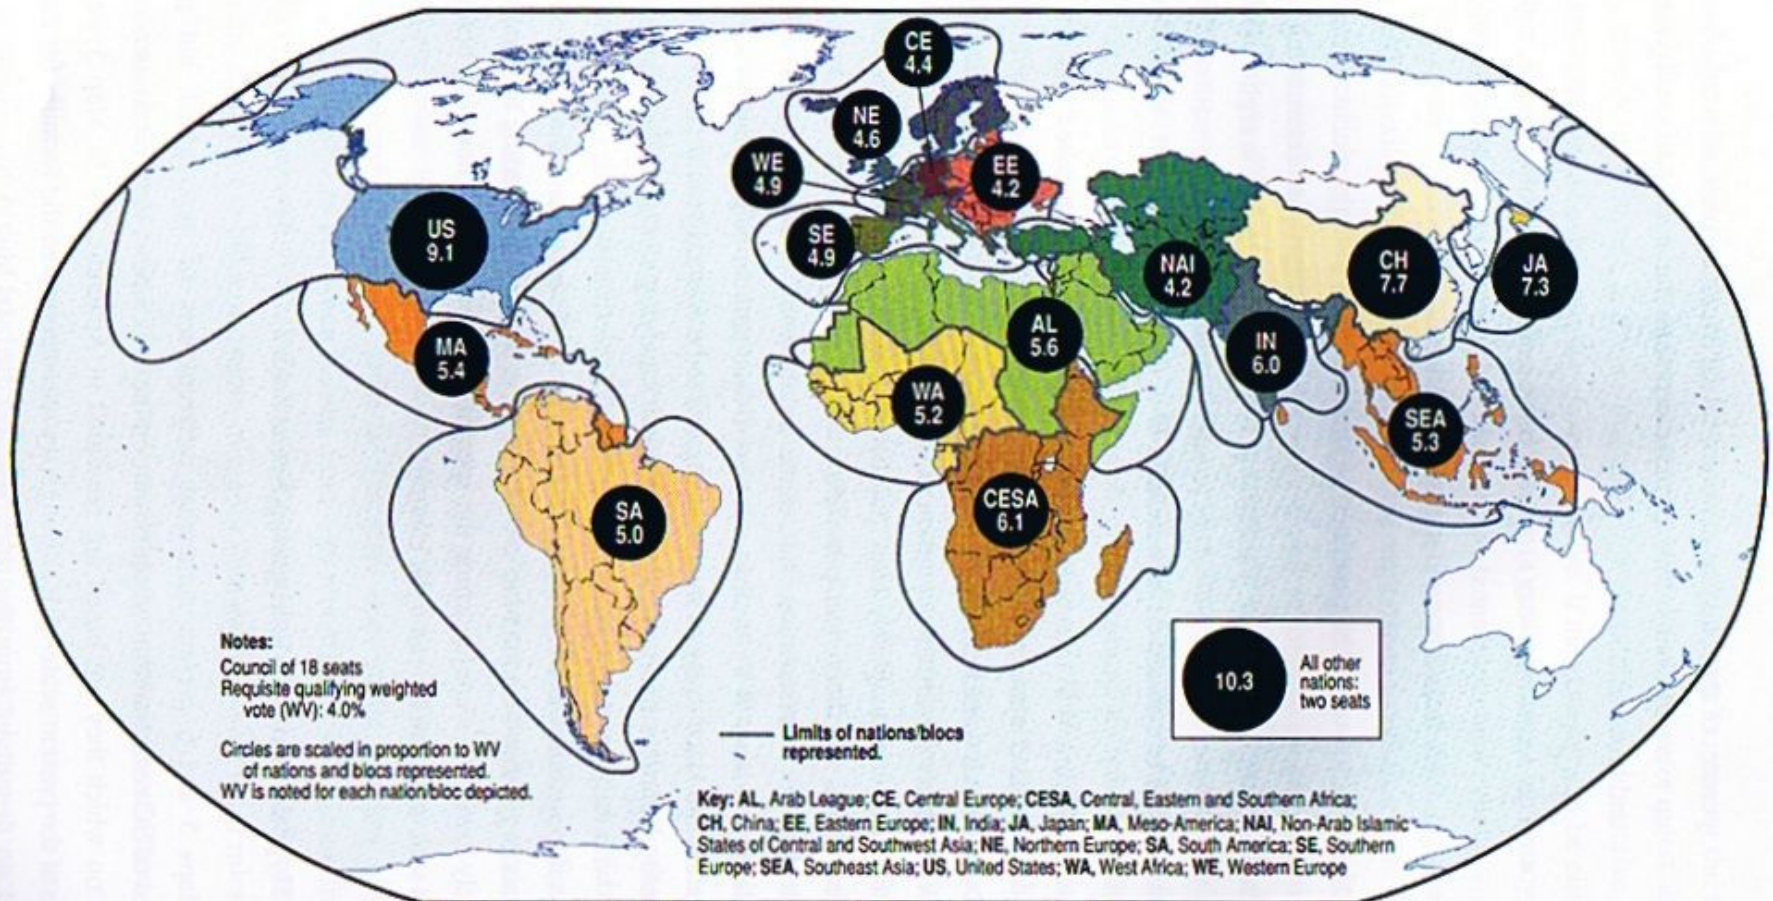 CE
4.4
NE
4.6
WE
4.9
EE
4.2
SE
4.9
US
9.1
NAI
4.2
CH
7.7
JA
7.3
AL
5.6
IN
6.0
MA
5.4
WA
5.2
SEA
5.3
CESA
6.1
SA
5.0
Notes:
Council of 18 seats
Requisite qualifying weighted
vote (WV): 4.0%
Circles are scaled in proportion to WV
of nations and blocs represented.
WV is noted for each nation/bloc depicted.
Limits of nations/blocs
represented.
10.3
All other
nations:
two seats
Key: AL, Arab League; CE, Central Europe; CESA, Central, Eastern and Southern Africa;
CH, China; EE, Eastern Europe; IN, India; JA, Japan; MA, Meso-America; NAI, Non-Arab Islamic
States of Central and Southwest Asia; NE, Northern Europe; SA, South America; SE, Southern
Europe; SEA, Southeast Asia; US, United States; WA, West Africa; WE, Western Europe